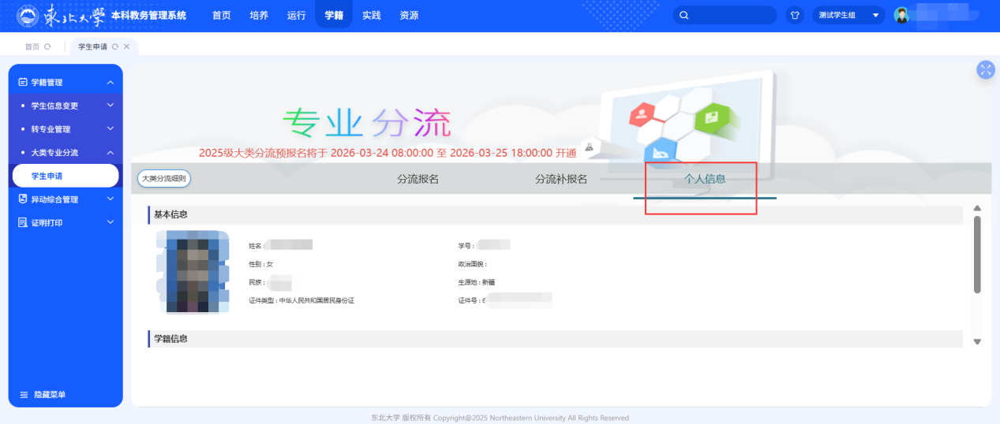 東北大学 本科教务管理系统 首页 培养 运行 学籍 实践 资源 测试学生组
首页 学生申请
学籍管理
学生信息变更
转专业管理
大类专业分流
学生申请
异动综合管理
证明打印
隐藏菜单
专业分流
2025级大类分流预报名将于 2026-03-24 08:00:00 至 2026-03-25 18:00:00 开通
大类分流细则 分流报名 分流补报名 个人信息
基本信息
姓名: 学号:
性别:女 政治面貌:
民族: 生源地:新疆
证件类型:中华人民共和国居民身份证 证件号:6
学籍信息
东北大学 版权所有 Copyright@2025 Northeastern University All Rights Reserved